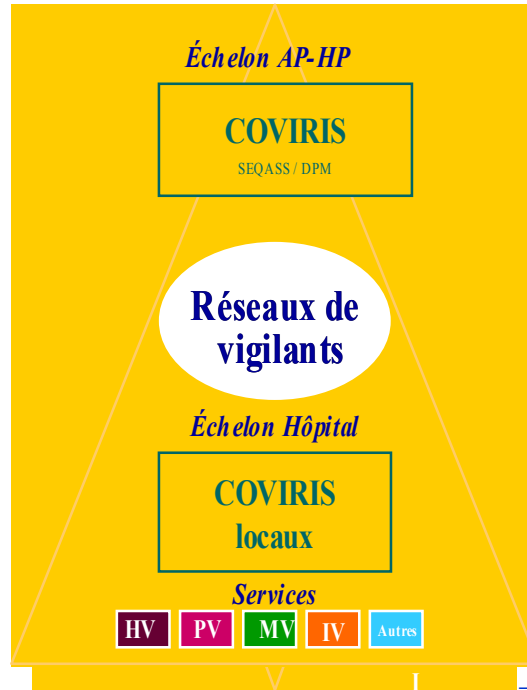 Échelon AP-HP
COVIRIS
SEQASS / DPM
Réseaux de
vigilants
Échelon Hôpital
COVIRIS
locaux
Services
HV PV MV IV Autres